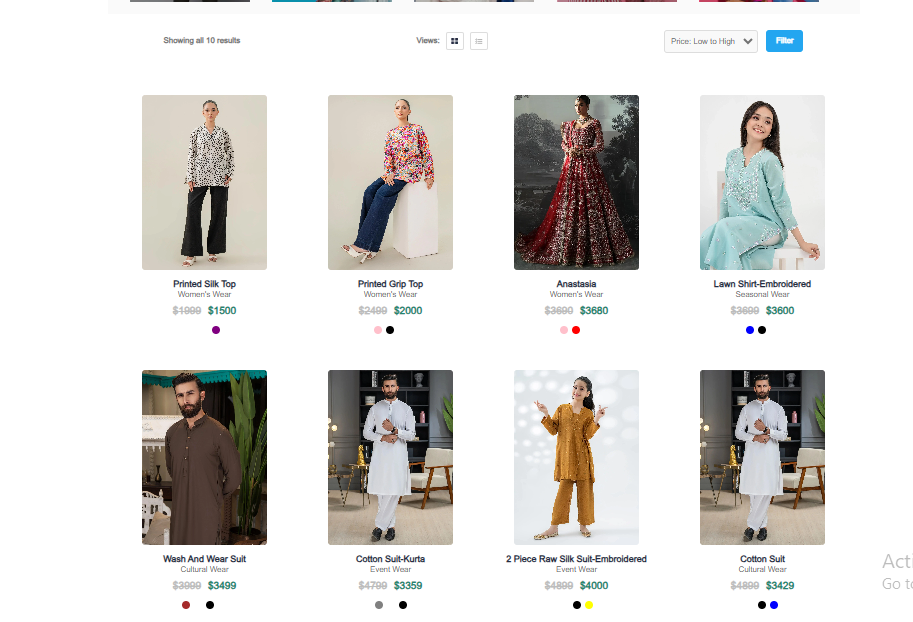 Showing all 10 results
Views:
Price: Low to High
Filter
Printed Silk Top
Women's Wear
$1999 $1500
Printed Grip Top
Women's Wear
$2499 $2000
Anastasia
Women's Wear
$3690 $3680
Lawn Shirt-Embroidered
Seasonal Wear
$3699 $3600
Wash And Wear Suit
Cultural Wear
$3999 $3499
Cotton Suit-Kurta
Event Wear
$4799 $3359
2 Piece Raw Silk Suit-Embroidered
Event Wear
$4899 $4000
Cotton Suit
Cultural Wear
$4899 $3429
Acti
Go to